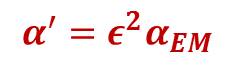 α′ = ϵ²α_EM